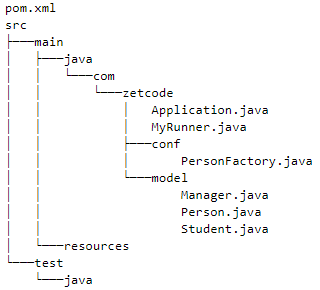 pom.xml
src
main
java
com
zetcode
Application.java
MyRunner.java
conf
PersonFactory.java
model
Manager.java
Person.java
Student.java
resources
test
java